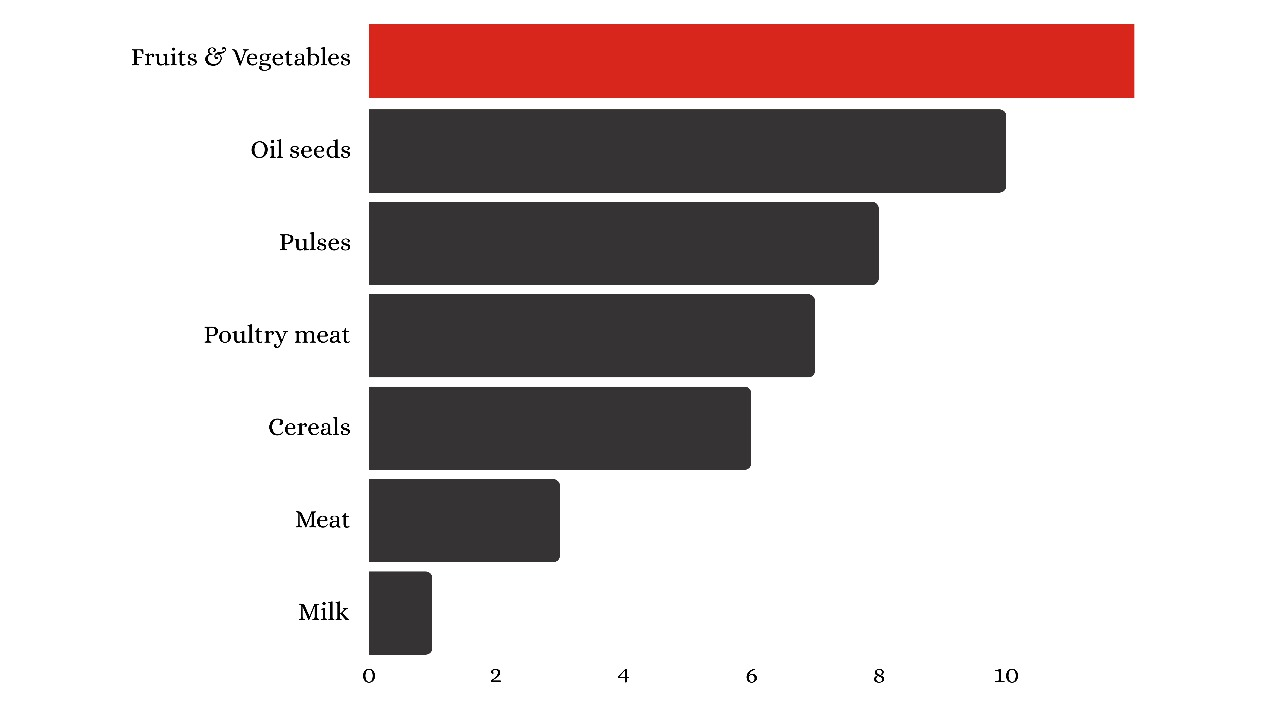 Fruits & Vegetables
Oil seeds
Pulses
Poultry meat
Cereals
Meat
Milk
0 2 4 6 8 10